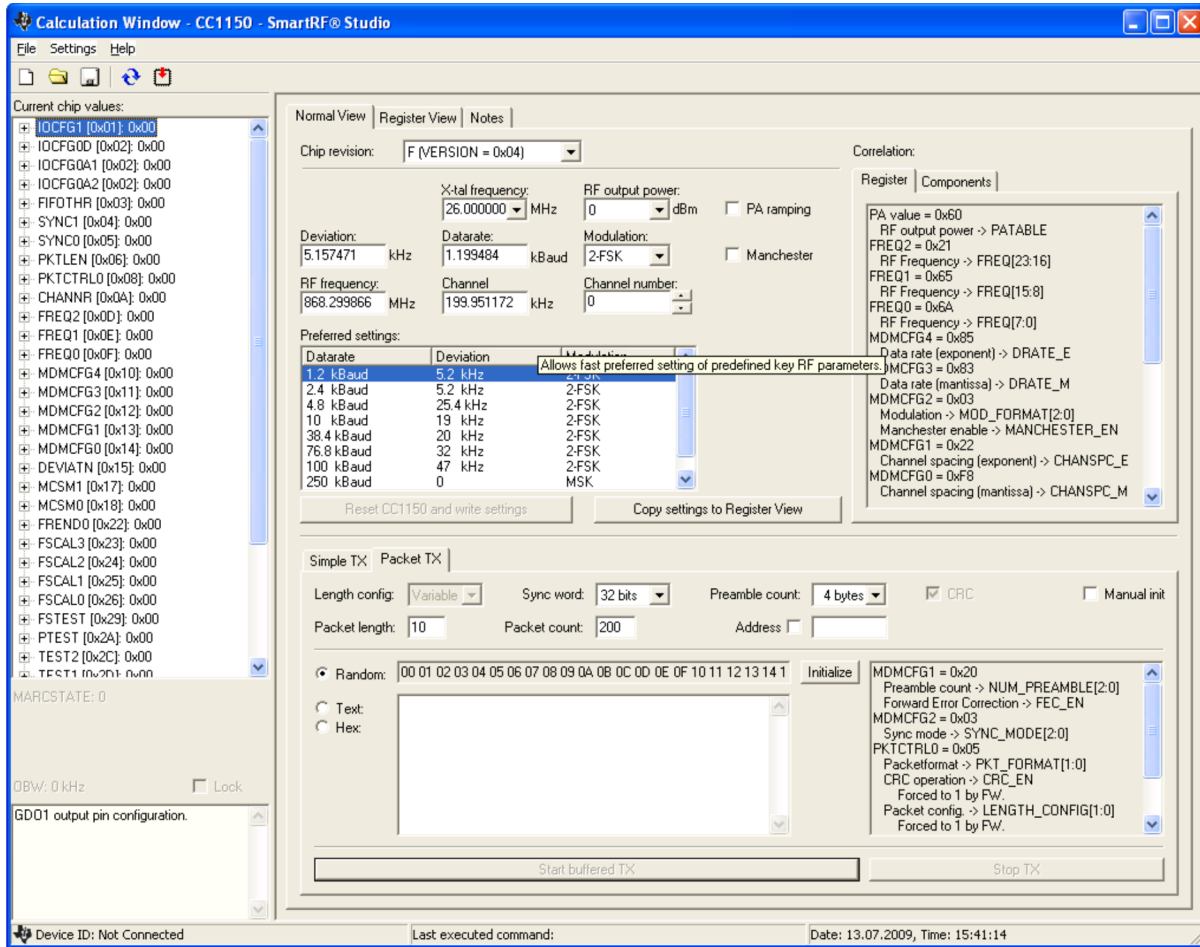 Calculation Window - CC1150 - SmartRF® Studio
File Settings Help
Current chip values:
IOCFG1 [0x01]: 0x00
IOCFG0D [0x02]: 0x00
IOCFG0A1 [0x02]: 0x00
IOCFG0A2 [0x02]: 0x00
FIFOTHR [0x03]: 0x00
SYNC1 [0x04]: 0x00
SYNC0 [0x05]: 0x00
PKTLEN [0x06]: 0x00
PKTCTRL0 [0x08]: 0x00
CHANNR [0x0A]: 0x00
FREQ2 [0x0D]: 0x00
FREQ1 [0x0E]: 0x00
FREQ0 [0x0F]: 0x00
MDMCFG4 [0x10]: 0x00
MDMCFG3 [0x11]: 0x00
MDMCFG2 [0x12]: 0x00
MDMCFG1 [0x13]: 0x00
MDMCFG0 [0x14]: 0x00
DEVIATN [0x15]: 0x00
MCSM1 [0x17]: 0x00
MCSM0 [0x18]: 0x00
FREND0 [0x22]: 0x00
FSCAL3 [0x23]: 0x00
FSCAL2 [0x24]: 0x00
FSCAL1 [0x25]: 0x00
FSCAL0 [0x26]: 0x00
FSTEST [0x29]: 0x00
PTEST [0x2A]: 0x00
TEST2 [0x2C]: 0x00
TEST1 [0x2D]: 0x00
MARCSTATE: 0
OBW: 0 kHz Lock
GDO1 output pin configuration.
Normal View Register View Notes
Chip revision: F (VERSION = 0x04)
X-tal frequency: RF output power:
26.000000 MHz 0 dBm PA ramping
Deviation: Datarate: Modulation:
5.157471 kHz 1.199484 kBaud 2-FSK Manchester
RF frequency: Channel Channel number:
868.299866 MHz 199.951172 kHz 0
Preferred settings:
Datarate Deviation
Allows fast preferred setting of predefined key RF parameters.
1.2 kBaud 5.2 kHz 2-FSK
2.4 kBaud 5.2 kHz 2-FSK
4.8 kBaud 25.4 kHz 2-FSK
10 kBaud 19 kHz 2-FSK
38.4 kBaud 20 kHz 2-FSK
76.8 kBaud 32 kHz 2-FSK
100 kBaud 47 kHz 2-FSK
250 kBaud 0 MSK
Reset CC1150 and write settings Copy settings to Register View
Correlation:
Register Components
PA value = 0x60
RF output power -> PATABLE
FREQ2 = 0x21
RF Frequency -> FREQ[23:16]
FREQ1 = 0x65
RF Frequency -> FREQ[15:8]
FREQ0 = 0x6A
RF Frequency -> FREQ[7:0]
MDMCFG4 = 0x85
Data rate (exponent) -> DRATE_E
MDMCFG3 = 0x83
Data rate (mantissa) -> DRATE_M
MDMCFG2 = 0x03
Modulation -> MOD_FORMAT[2:0]
Manchester enable -> MANCHESTER_EN
MDMCFG1 = 0x22
Channel spacing (exponent) -> CHANSPC_E
MDMCFG0 = 0xF8
Channel spacing (mantissa) -> CHANSPC_M
Simple TX Packet TX
Length config: Variable Sync word: 32 bits Preamble count: 4 bytes CRC Manual init
Packet length: 10 Packet count: 200 Address
Random: 00 01 02 03 04 05 06 07 08 09 0A 0B 0C 0D 0E 0F 10 11 12 13 14 1 Initialize
Text:
Hex:
MDMCFG1 = 0x20
Preamble count -> NUM_PREAMBLE[2:0]
Forward Error Correction -> FEC_EN
MDMCFG2 = 0x03
Sync mode -> SYNC_MODE[2:0]
PKTCTRL0 = 0x05
Packetformat -> PKT_FORMAT[1:0]
CRC operation -> CRC_EN
Forced to 1 by FW.
Packet config. -> LENGTH_CONFIG[1:0]
Forced to 1 by FW.
Start buffered TX Stop TX
Device ID: Not Connected Last executed command: Date: 13.07.2009, Time: 15:41:14